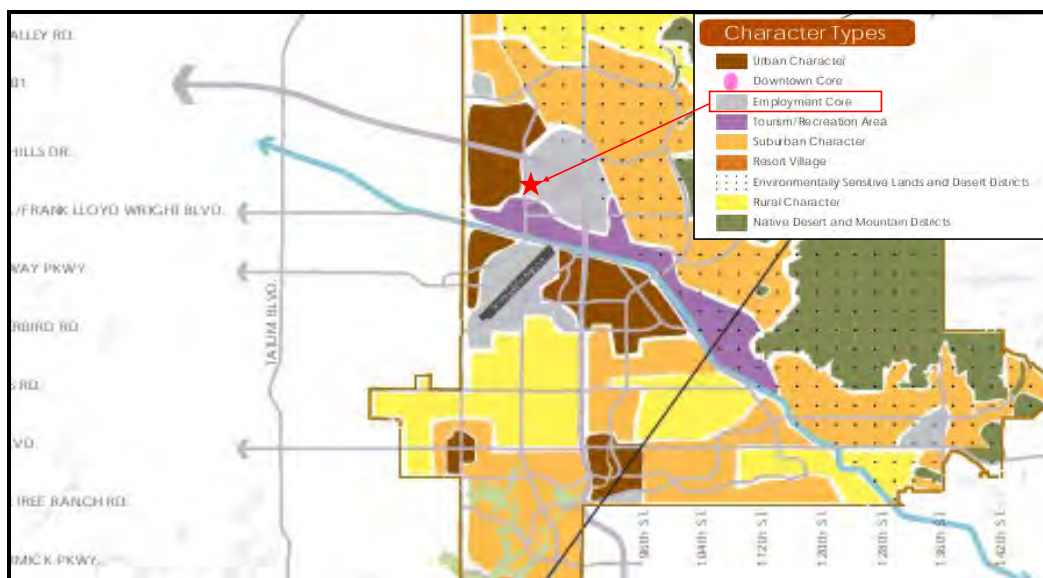 ALLEY RD.
01
HILLS DR.
./FRANK LLOYD WRIGHT BLVD.
WAY PKWY.
RBIRD RD.
S RD.
VD.
TREE RANCH RD.
RMICK PKWY.
TATUM BLVD.
Character Types
Urban Character
Downtown Core
Employment Core
Tourism/Recreation Area
Suburban Character
Resort Village
Environmentally Sensitive Lands and Desert Districts
Rural Character
Native Desert and Mountain Districts
96th ST.
104th ST.
112th ST.
120th ST.
128th ST.
136th ST.
142th ST.